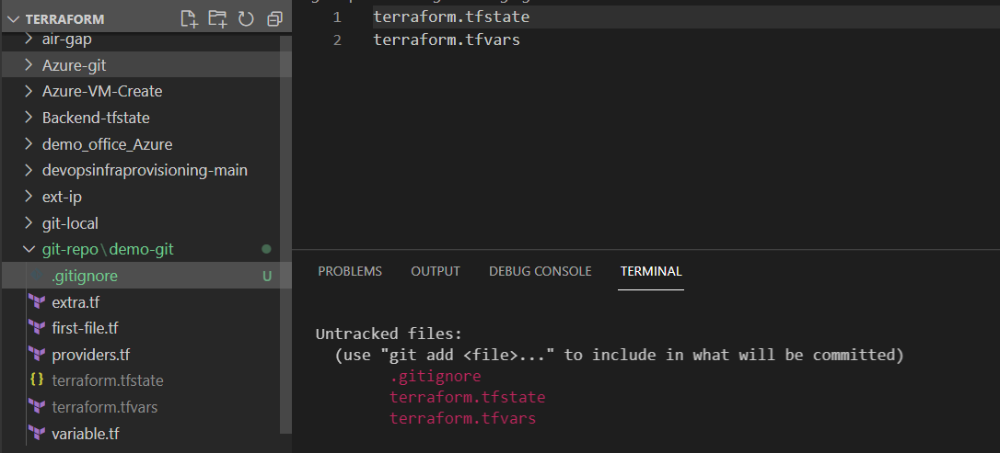 TERRAFORM
air-gap
Azure-git
Azure-VM-Create
Backend-tfstate
demo_office_Azure
devopsinfraprovisioning-main
ext-ip
git-local
git-repo\demo-git
.gitignore U
extra.tf
first-file.tf
providers.tf
{} terraform.tfstate
terraform.tfvars
variable.tf
1 terraform.tfstate
2 terraform.tfvars
PROBLEMS OUTPUT DEBUG CONSOLE TERMINAL
Untracked files:
(use "git add <file>..." to include in what will be committed)
.gitignore
terraform.tfstate
terraform.tfvars